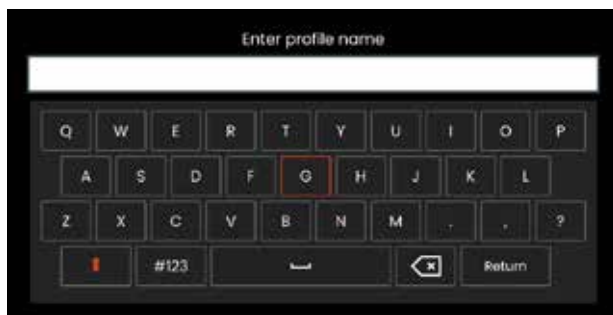 Enter profile name
Q W E R T Y U I O P
A S D F G H J K L
Z X C V B N M . , ?
#123 Return